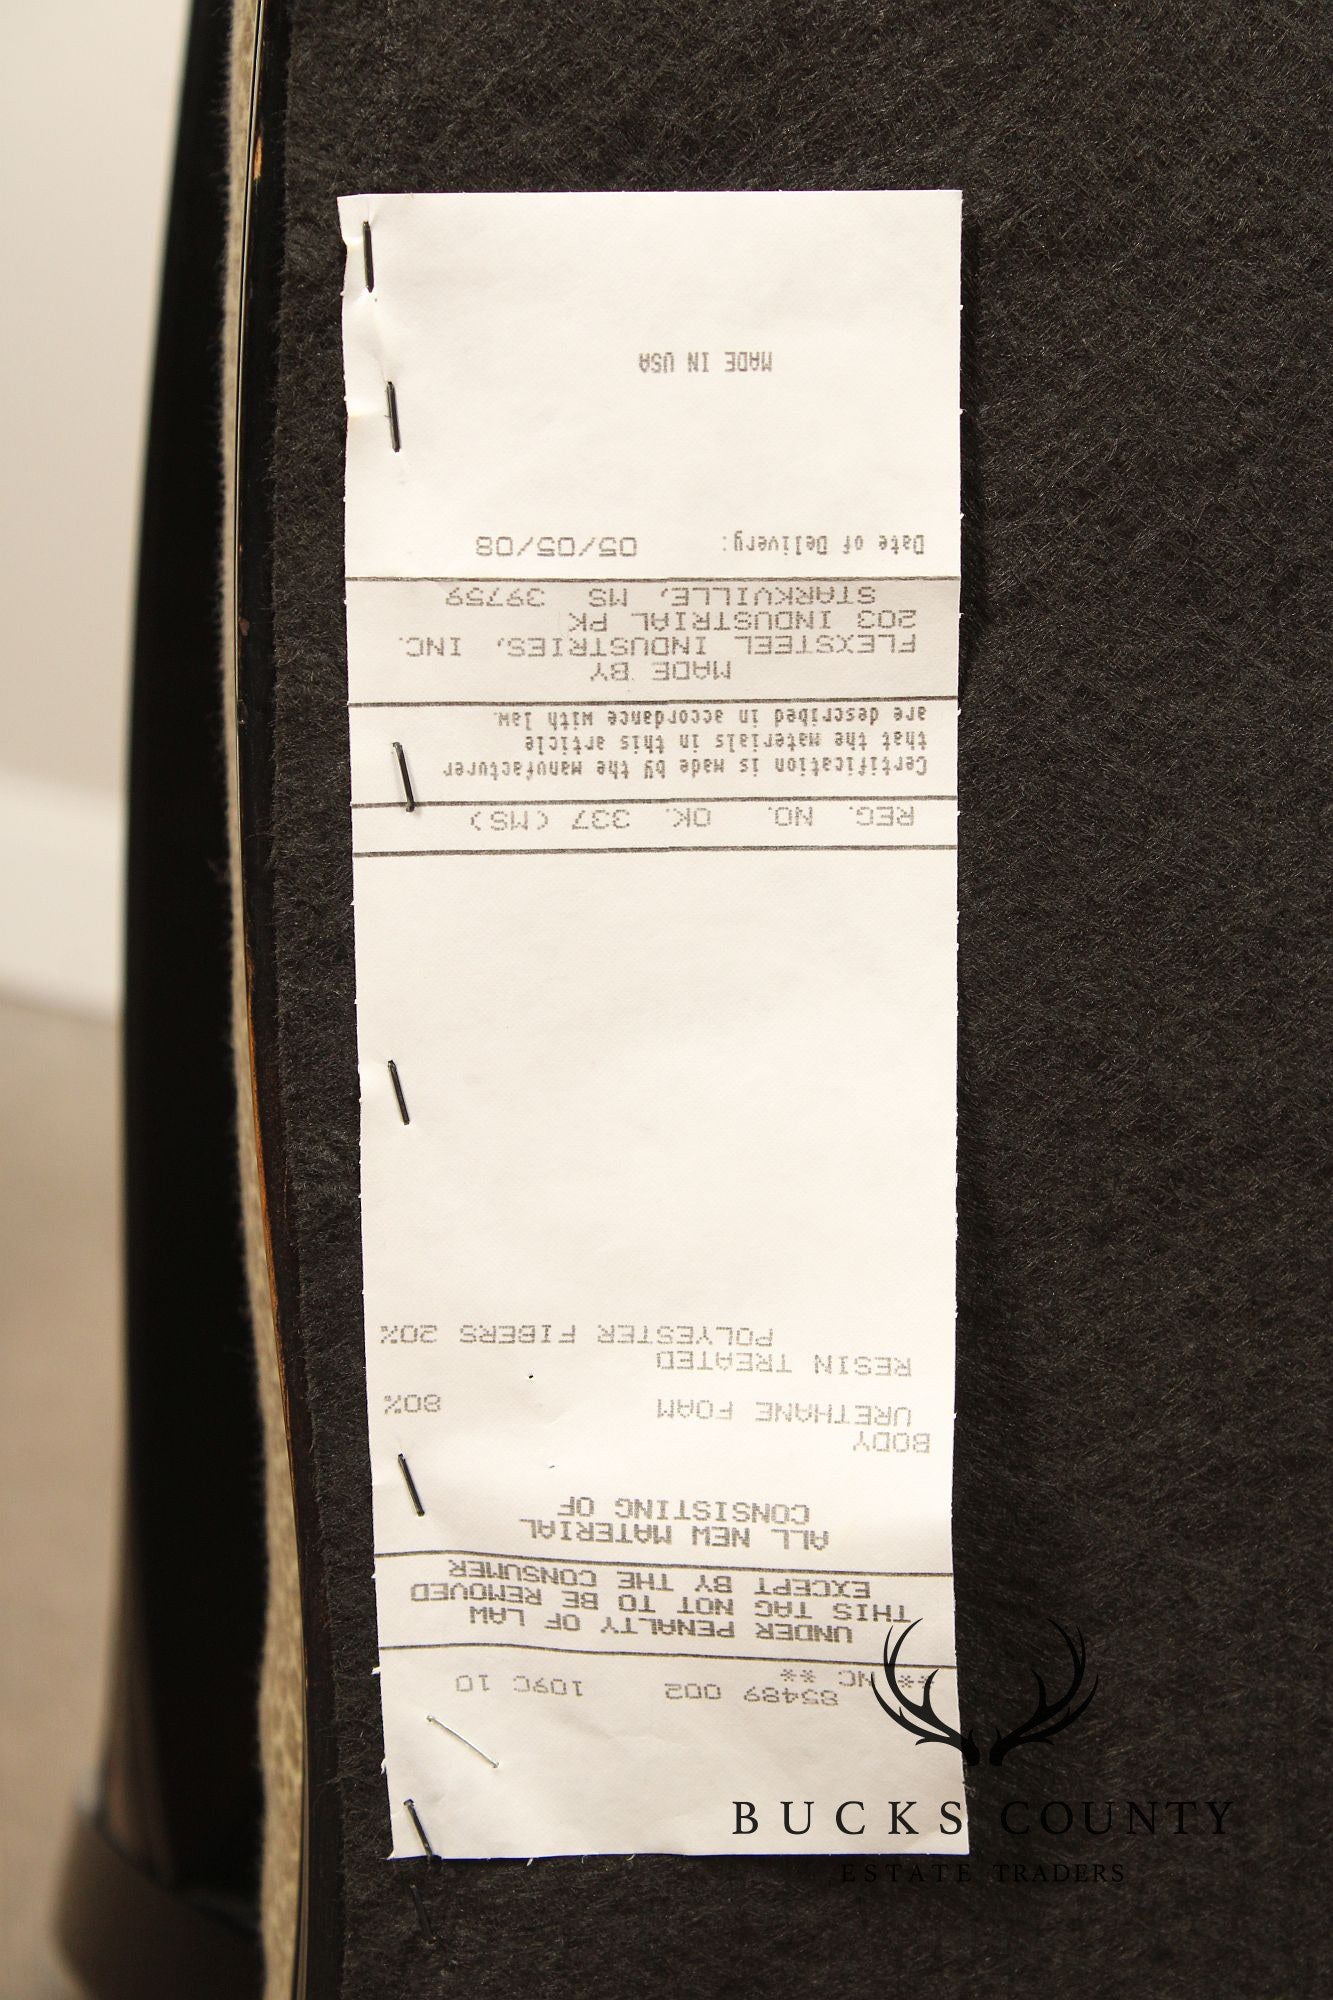 85489 002 109C 10
** NC **
UNDER PENALTY OF LAW
THIS TAG NOT TO BE REMOVED
EXCEPT BY THE CONSUMER
ALL NEW MATERIAL
CONSISTING OF
BODY
URETHANE FOAM 80%
RESIN TREATED
POLYESTER FIBERS 20%
REG. NO. OK. 337 (MS)
Certification is made by the manufacturer
that the materials in this article
are described in accordance with law.
MADE BY
FLEXSTEEL INDUSTRIES, INC.
203 INDUSTRIAL PK
STARKVILLE, MS 39759
Date of Delivery: 05/05/08
MADE IN USA
BUCKS COUNTY
ESTATE TRADERS